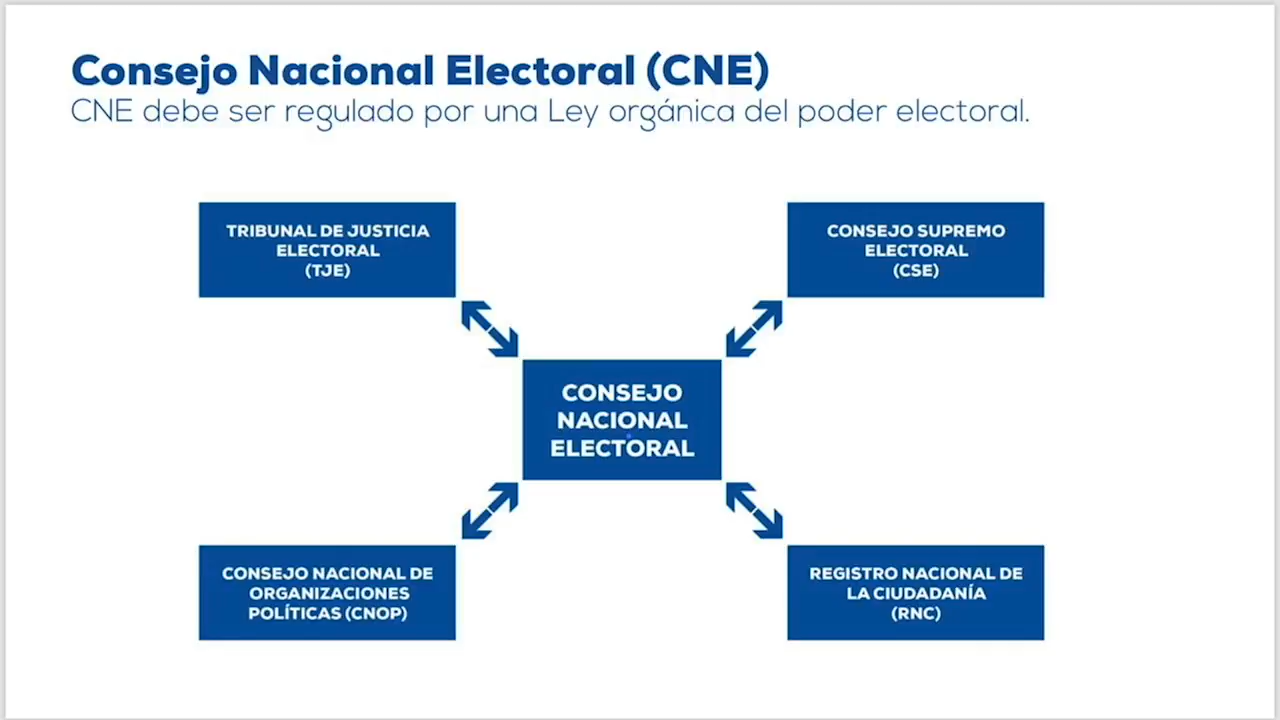 Consejo Nacional Electoral (CNE)
CNE debe ser regulado por una Ley orgánica del poder electoral.
TRIBUNAL DE JUSTICIA
ELECTORAL
(TJE)
CONSEJO SUPREMO
ELECTORAL
(CSE)
CONSEJO
NACIONAL
ELECTORAL
CONSEJO NACIONAL DE
ORGANIZACIONES
POLÍTICAS (CNOP)
REGISTRO NACIONAL DE
LA CIUDADANÍA
(RNC)